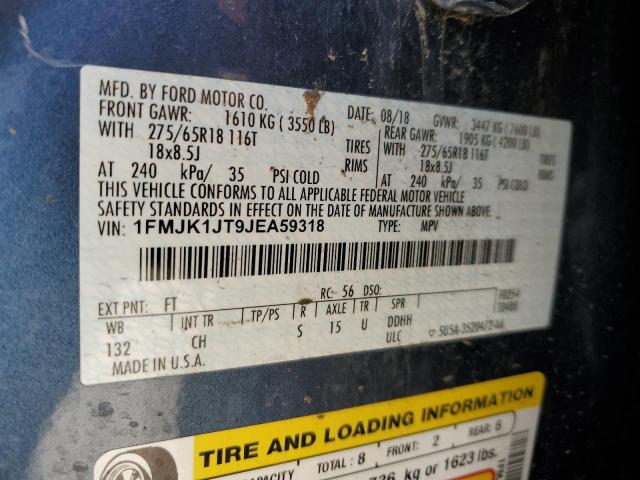 MFD. BY FORD MOTOR CO.
DATE: 08/18 GVWR: 3447 KG (7600 LB)
FRONT GAWR: 1610 KG (3550 LB) REAR GAWR: 1905 KG (4200 LB)
WITH 275/65R18 116T TIRES WITH 275/65R18 116T TIRES
18x8.5J RIMS 18x8.5J RIMS
AT 240 kPa/ 35 PSI COLD AT 240 kPa/ 35 PSI COLD
THIS VEHICLE CONFORMS TO ALL APPLICABLE FEDERAL MOTOR VEHICLE
SAFETY STANDARDS IN EFFECT ON THE DATE OF MANUFACTURE SHOWN ABOVE.
VIN: 1FMJK1JT9JEA59318 TYPE: MPV
EXT PNT: FT RC: 56 DSO:
WB INT TR TP/PS R AXLE TR SPR
132 CH S 15 U DDHH
ULC
MADE IN U.S.A.
TIRE AND LOADING INFORMATION
TOTAL: 8 FRONT: 2 REAR: 6
kg or 1623 lbs.